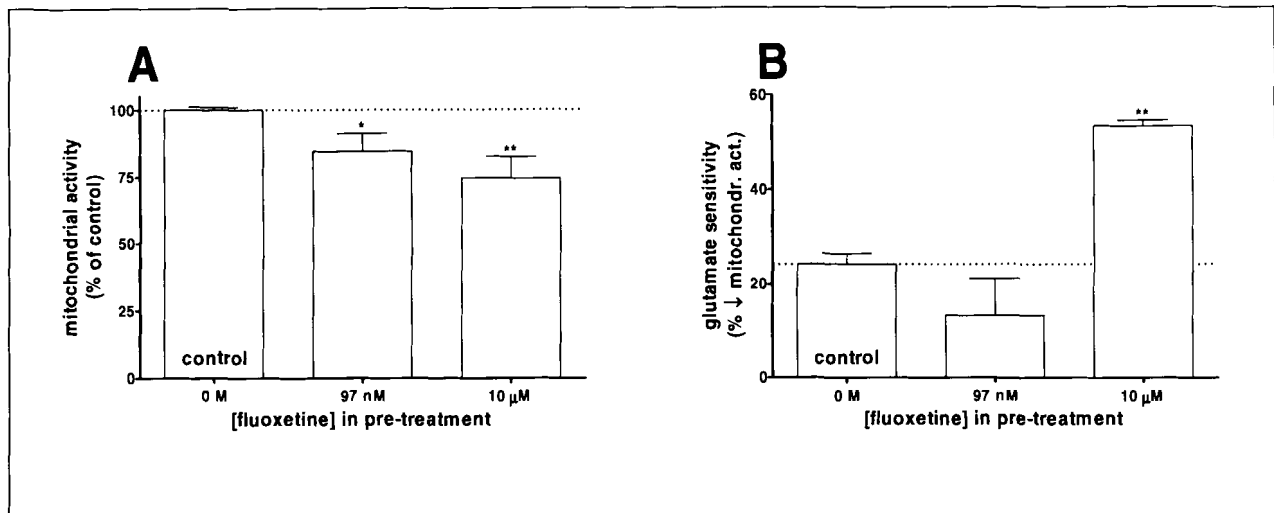 A
mitochondrial activity
(% of control)
100
75
50
25
0
*
**
control
0 M
97 nM
10 μM
[fluoxetine] in pre-treatment
B
glutamate sensitivity
(% ↓ mitochondr. act.)
60
40
20
0
**
control
0 M
97 nM
10 μM
[fluoxetine] in pre-treatment